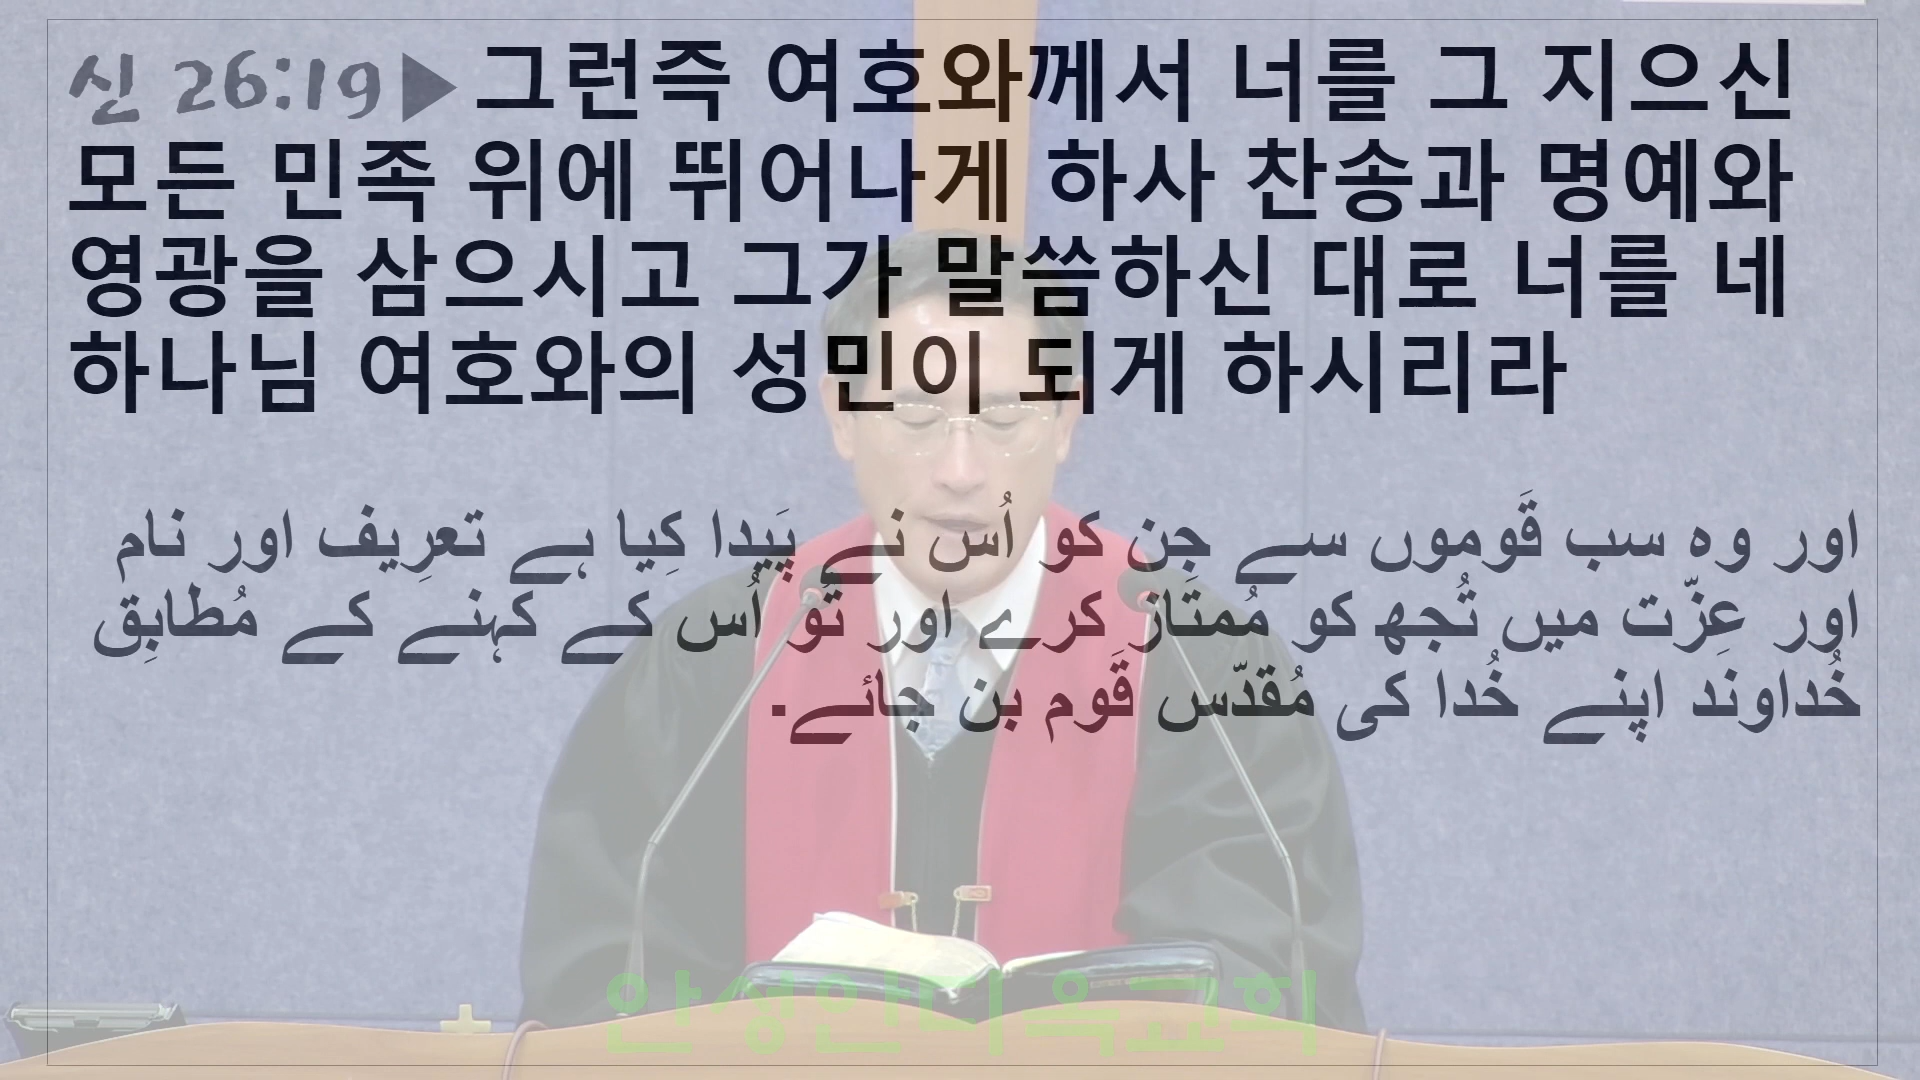 신 26:19▶그런즉 여호와께서 너를 그 지으신
모든 민족 위에 뛰어나게 하사 찬송과 명예와
영광을 삼으시고 그가 말씀하신 대로 너를 네
하나님 여호와의 성민이 되게 하시리라
اور وہ سب قَوموں سے جِن کو اُس نے پَیدا کِیا ہے تعرِیف اور نام
اور عِزّت میں تُجھ کو مُمتَاز کرے اور تُو اُس کے کہنے کے مُطابِق
خُداوند اپنے خُدا کی مُقدّس قَوم بن جائے.
안성안디옥교회